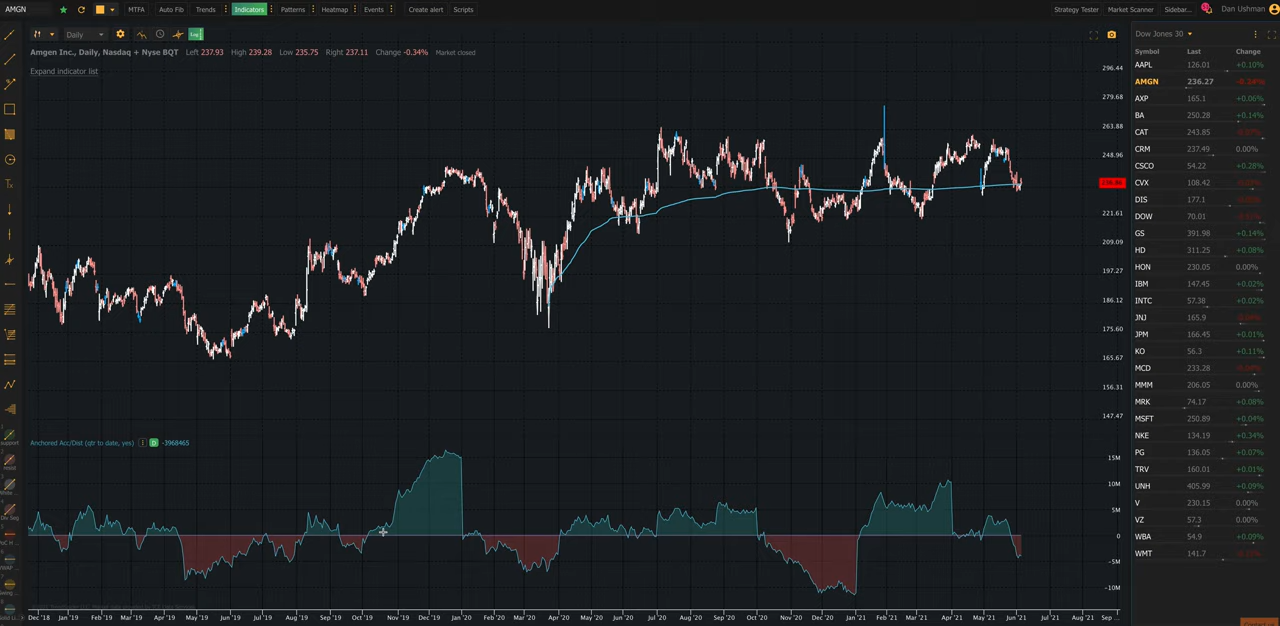 AMGN MTFA Auto Fib Trends Indicators Patterns Heatmap Events Create alert Scripts Strategy Tester Market Scanner Sidebar... Dan Ushman
Daily Log
Amgen Inc., Daily, Nasdaq + Nyse BQT Left 237.93 High 239.28 Low 235.75 Right 237.11 Change -0.34% Market closed
Expand indicator list
296.44
279.68
263.88
248.96
221.61
209.09
197.27
186.12
175.60
165.67
156.31
147.47
Anchored Acc/Dist (qtr to date, yes) D -3968465
15M
10M
5M
0
-5M
-10M
Dec '18 Jan '19 Feb '19 Mar '19 Apr '19 May '19 Jun '19 Jul '19 Aug '19 Sep '19 Oct '19 Nov '19 Dec '19 Jan '20 Feb '20 Mar '20 Apr '20 May '20 Jun '20 Jul '20 Aug '20 Sep '20 Oct '20 Nov '20 Dec '20 Jan '21 Feb '21 Mar '21 Apr '21 May '21 Jun '21 Jul '21 Aug '21 Sep ...
Dow Jones 30
Symbol Last Change
AAPL 126.01 +0.10%
AMGN 236.27 -0.34%
AXP 165.1 +0.06%
BA 250.28 +0.14%
CAT 243.85
CRM 237.49 0.00%
CSCO 54.22 +0.28%
CVX 108.42
DIS 177.1
DOW 70.01
GS 391.98 +0.14%
HD 311.25 +0.08%
HON 230.05 0.00%
IBM 147.45 +0.02%
INTC 57.38 +0.02%
JNJ 165.9
JPM 166.45 +0.01%
KO 56.3 +0.11%
MCD 233.28
MMM 206.05 0.00%
MRK 74.17 +0.08%
MSFT 250.89 +0.04%
NKE 134.19 +0.34%
PG 136.05 +0.07%
TRV 160.01 +0.01%
UNH 405.99 +0.09%
V 230.15 0.00%
VZ 57.3 0.00%
WBA 54.9 +0.09%
WMT 141.7